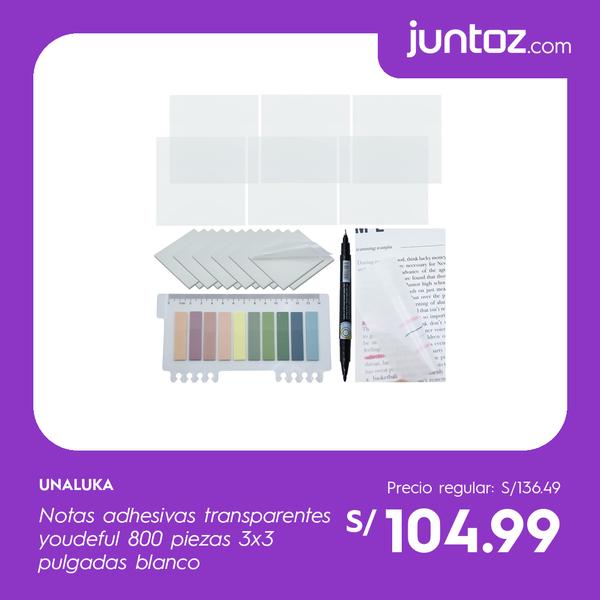 juntoz.com
UNALUKA
Notas adhesivas transparentes
youdeful 800 piezas 3x3
pulgadas blanco
Precio regular: S/136.49
S/104.99